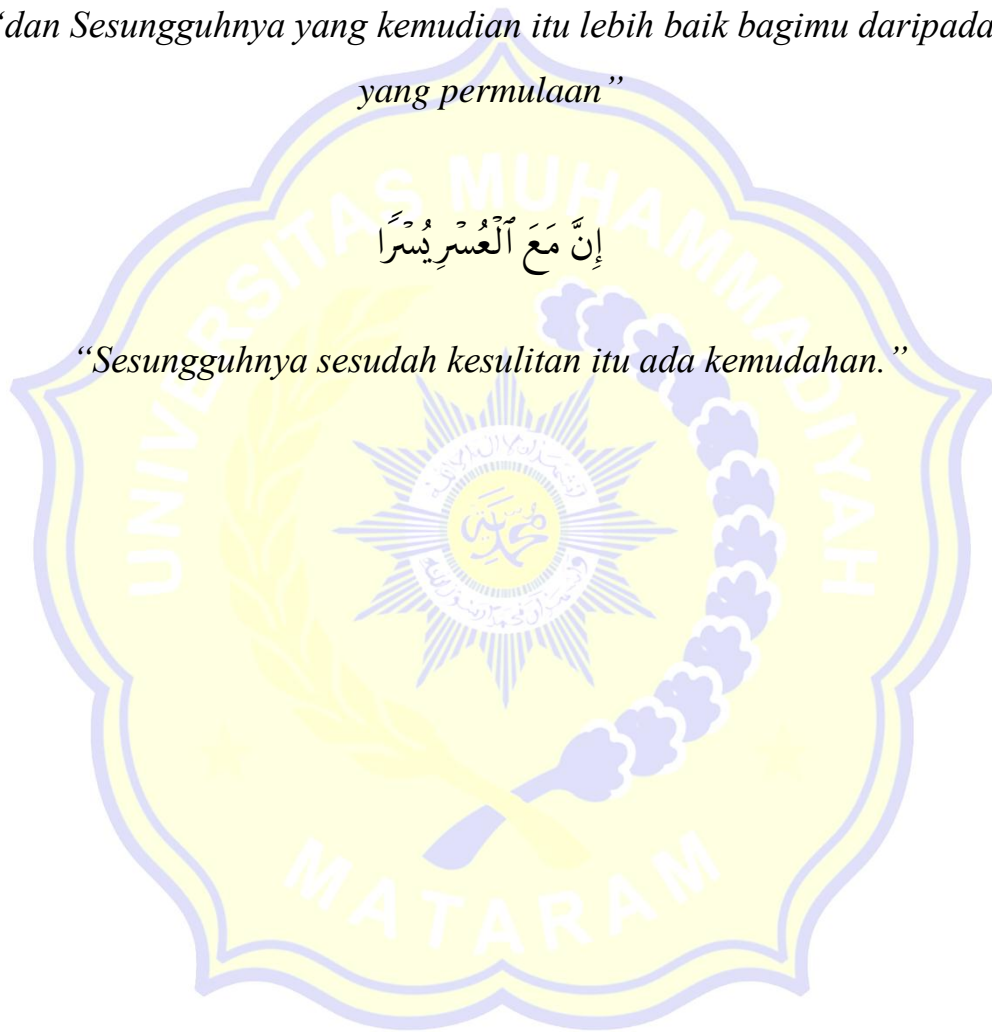 “dan Sesungguhnya yang kemudian itu lebih baik bagimu daripada
yang permulaan”
إِنَّ مَعَ ٱلْعُسْرِ يُسْرًا
“Sesungguhnya sesudah kesulitan itu ada kemudahan.”
UNIVERSITAS MUHAMMADIYAH
MATARAM